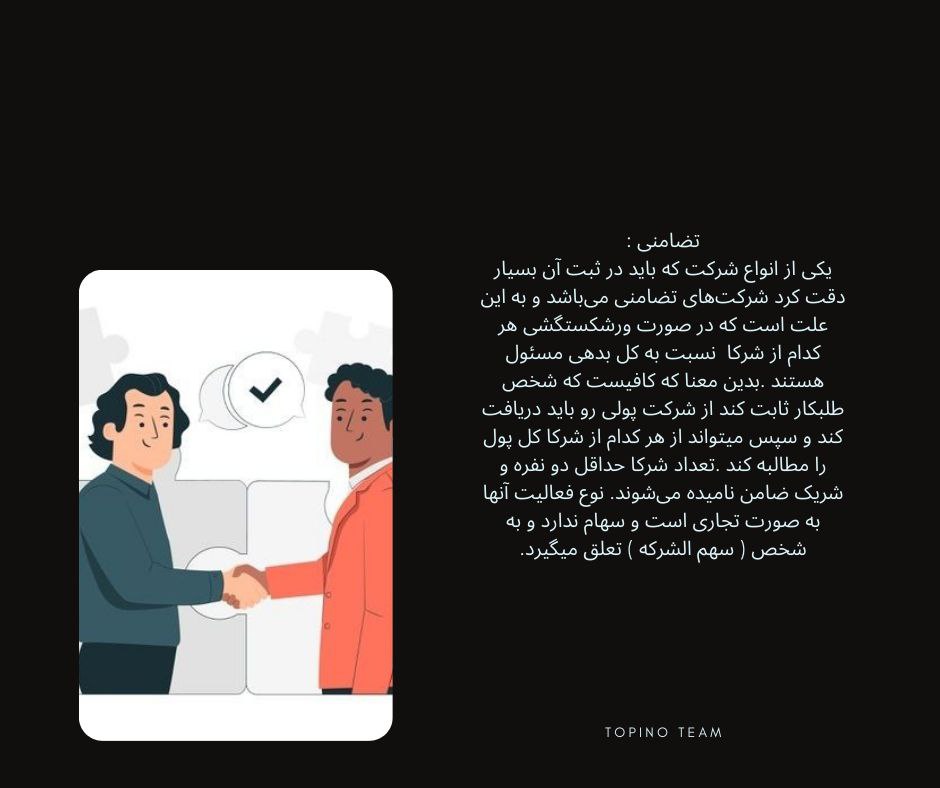 تضامنی :
یکی از انواع شرکت که باید در ثبت آن بسیار
دقت کرد شرکت‌های تضامنی می‌باشد و به این
علت است که در صورت ورشکستگشی هر
کدام از شرکا  نسبت به کل بدهی مسئول
هستند .بدین معنا که کافیست که شخص
طلبکار ثابت کند از شرکت پولی رو باید دریافت
کند و سپس میتواند از هر کدام از شرکا کل پول
را مطالبه کند .تعداد شرکا حداقل دو نفره و
شریک ضامن نامیده می‌شوند. نوع فعالیت آنها
به صورت تجاری است و سهام ندارد و به
شخص ( سهم الشرکه ) تعلق میگیرد.
TOPINO TEAM